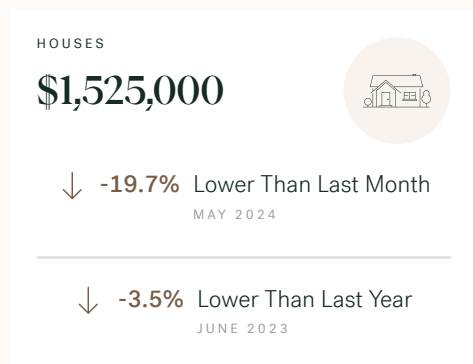 HOUSES
$1,525,000
-19.7% Lower Than Last Month
MAY 2024
-3.5% Lower Than Last Year
JUNE 2023